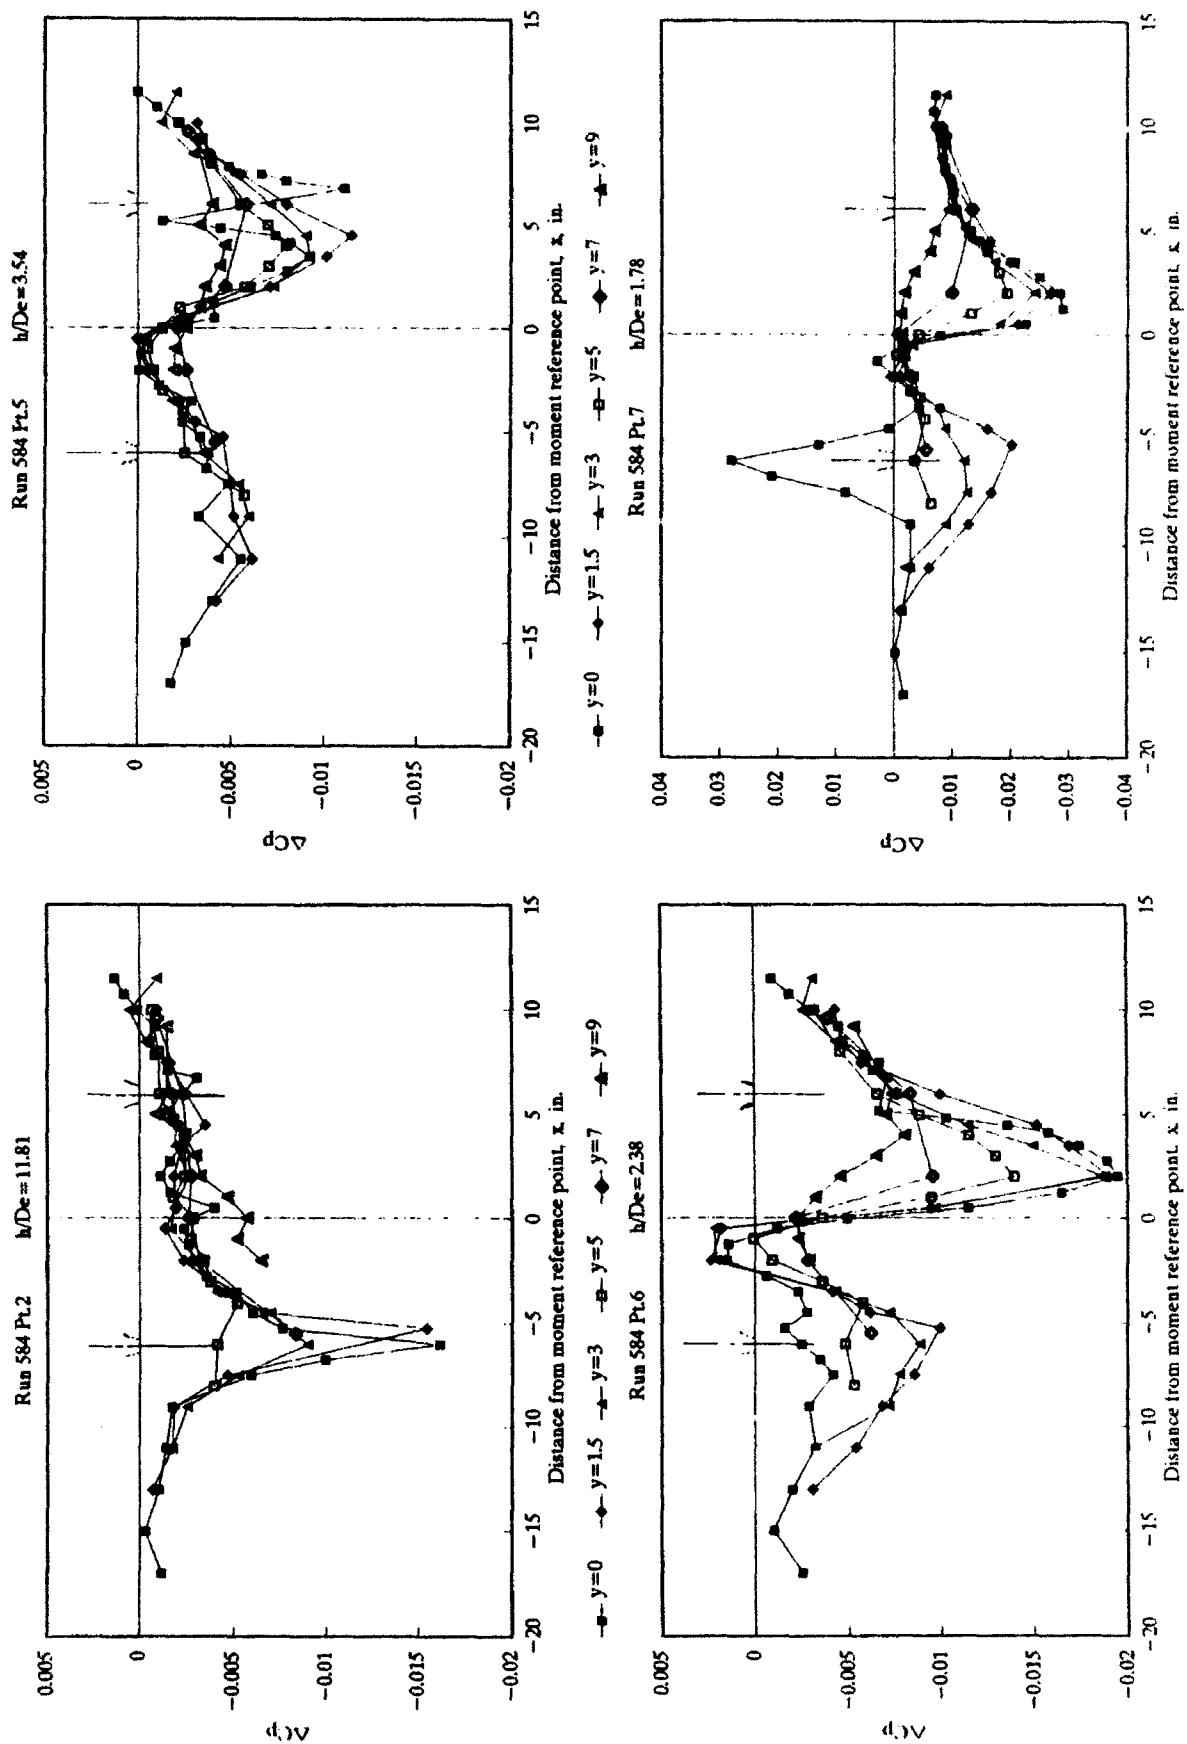 Run 584 Pt.2 h/De=11.81
0.005
0
−0.005
−0.01
−0.015
−0.02
ΔCp
−20 −15 −10 −5 0 5 10 15
Distance from moment reference point, x, in.
Run 584 Pt.5 h/De=3.54
0.005
0
−0.005
−0.01
−0.015
−0.02
ΔCp
−20 −15 −10 −5 0 5 10 15
Distance from moment reference point, x, in.
y=0 y=1.5 y=3 y=5 y=7 y=9
y=0 y=1.5 y=3 y=5 y=7 y=9
Run 584 Pt.6 h/De=2.38
0.005
0
−0.005
−0.01
−0.015
−0.02
ΔCp
−20 −15 −10 −5 0 5 10 15
Distance from moment reference point, x, in.
Run 584 Pt.7 h/De=1.78
0.04
0.03
0.02
0.01
0
−0.01
−0.02
−0.03
−0.04
ΔCp
−20 −15 −10 −5 0 5 10 15
Distance from moment reference point, x, in.